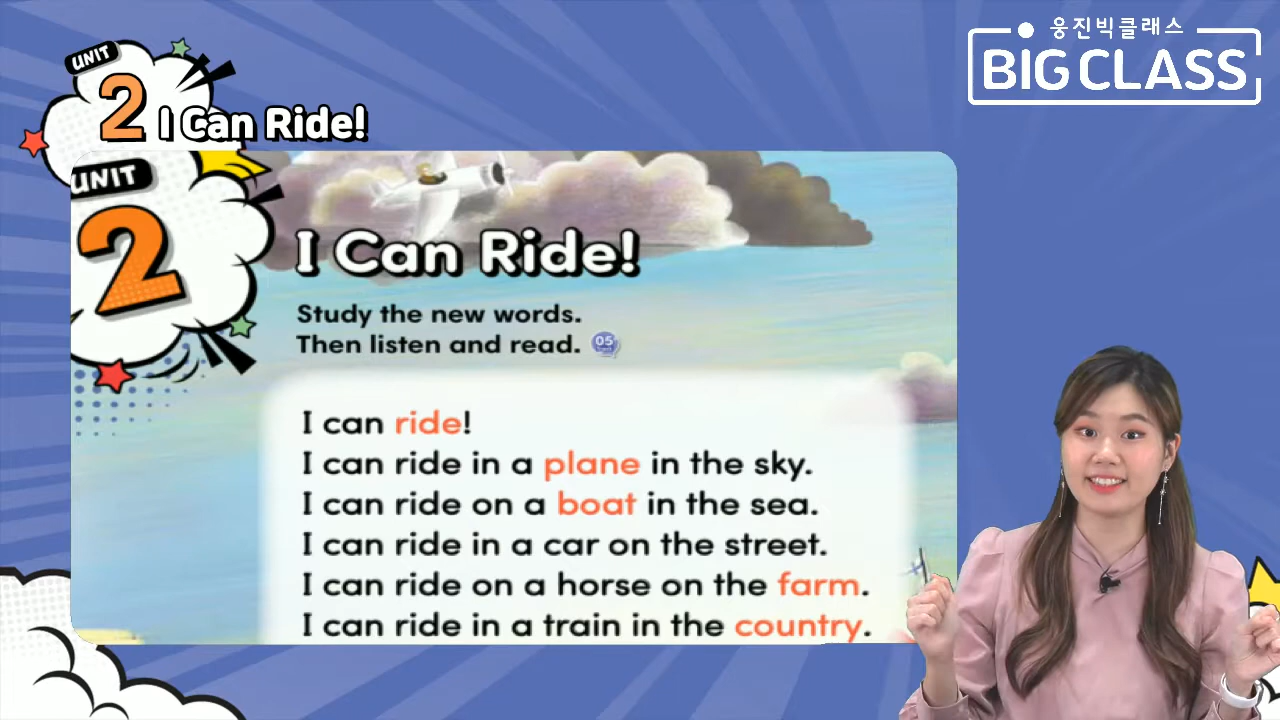 웅진빅클래스
BIG CLASS
UNIT
2 I Can Ride!
UNIT
2
I Can Ride!
Study the new words.
Then listen and read. 05
I can ride!
I can ride in a plane in the sky.
I can ride on a boat in the sea.
I can ride in a car on the street.
I can ride on a horse on the farm.
I can ride in a train in the country.